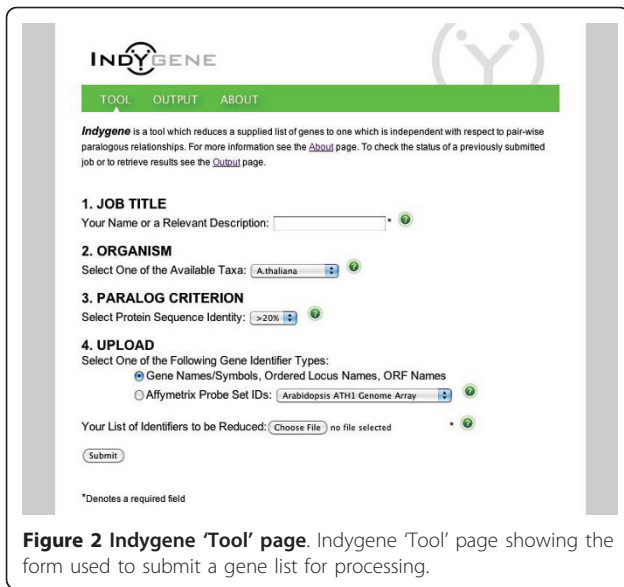 INDYGENE
TOOL OUTPUT ABOUT
Indygene is a tool which reduces a supplied list of genes to one which is independent with respect to pair-wise
paralogous relationships. For more information see the About page. To check the status of a previously submitted
job or to retrieve results see the Output page.
1. JOB TITLE
Your Name or a Relevant Description: * ?
2. ORGANISM
Select One of the Available Taxa: A.thaliana ?
3. PARALOG CRITERION
Select Protein Sequence Identity: >20% ?
4. UPLOAD
Select One of the Following Gene Identifier Types:
Gene Names/Symbols, Ordered Locus Names, ORF Names
Affymetrix Probe Set IDs: Arabidopsis ATH1 Genome Array ?
Your List of Identifiers to be Reduced: Choose File no file selected * ?
Submit
*Denotes a required field
Figure 2 Indygene 'Tool' page. Indygene 'Tool' page showing the
form used to submit a gene list for processing.